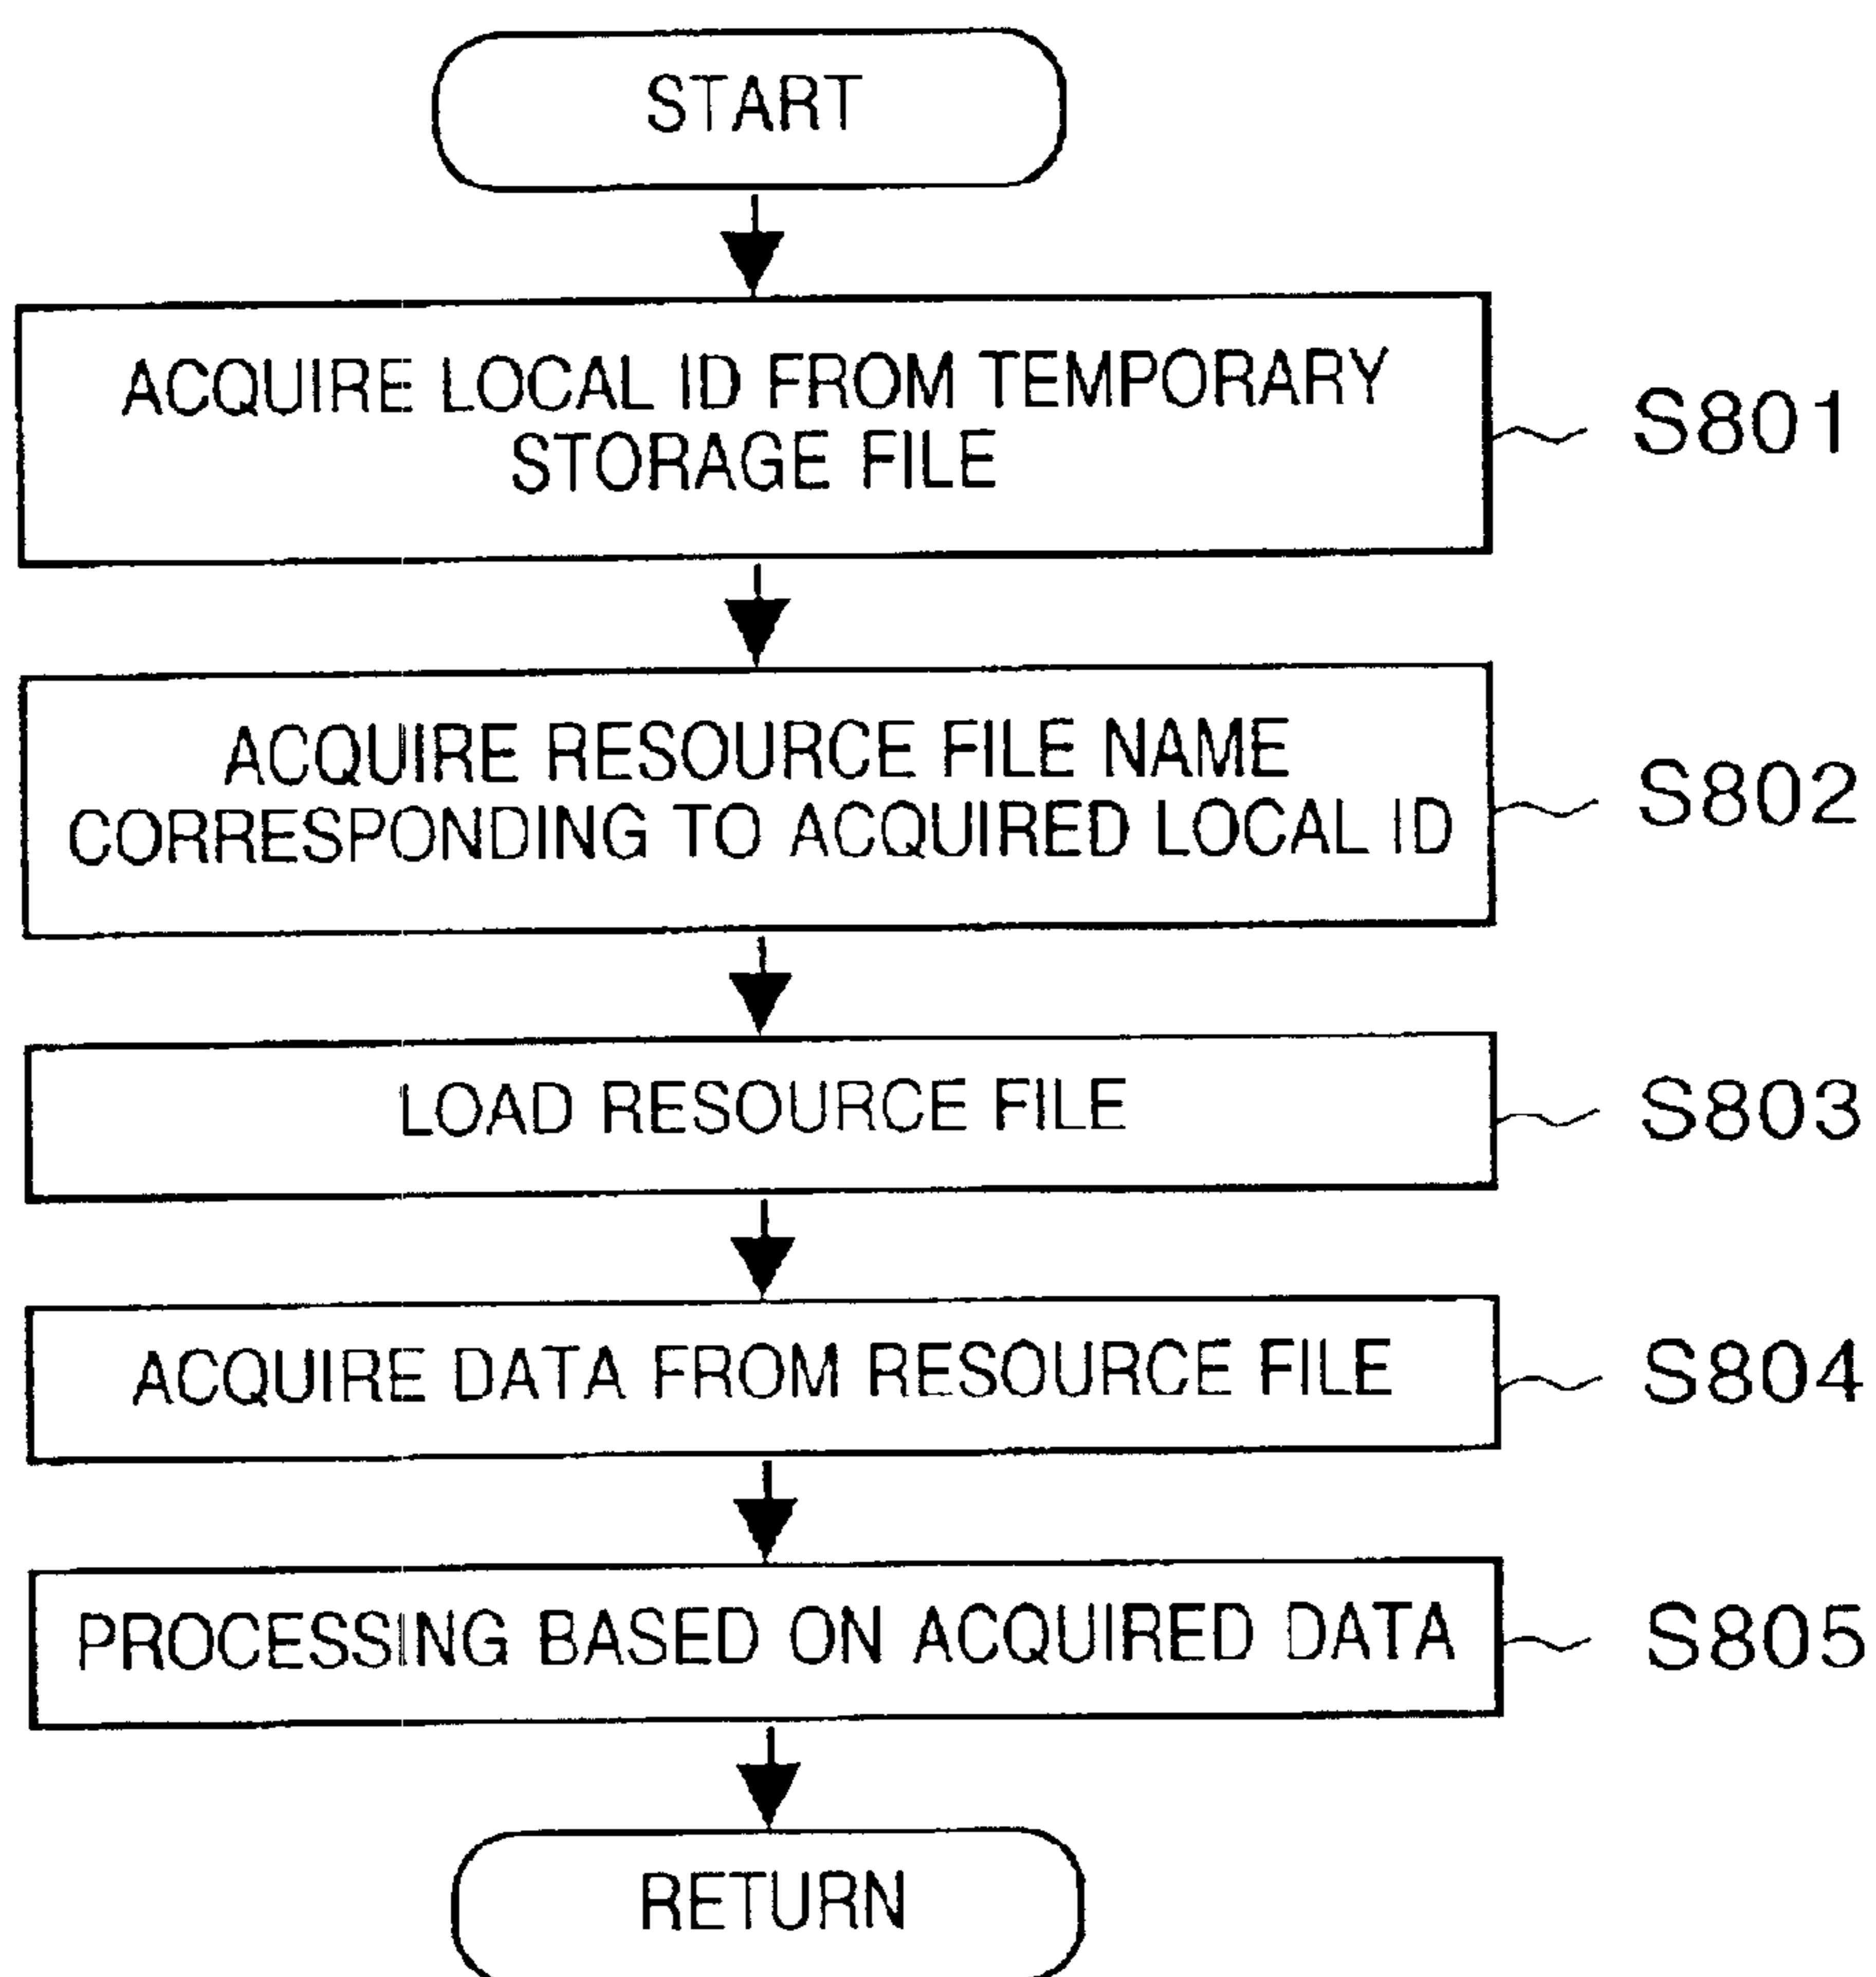 START
ACQUIRE LOCAL ID FROM TEMPORARY
STORAGE FILE
S801
ACQUIRE RESOURCE FILE NAME
CORRESPONDING TO ACQUIRED LOCAL ID
S802
LOAD RESOURCE FILE
S803
ACQUIRE DATA FROM RESOURCE FILE
S804
PROCESSING BASED ON ACQUIRED DATA
S805
RETURN